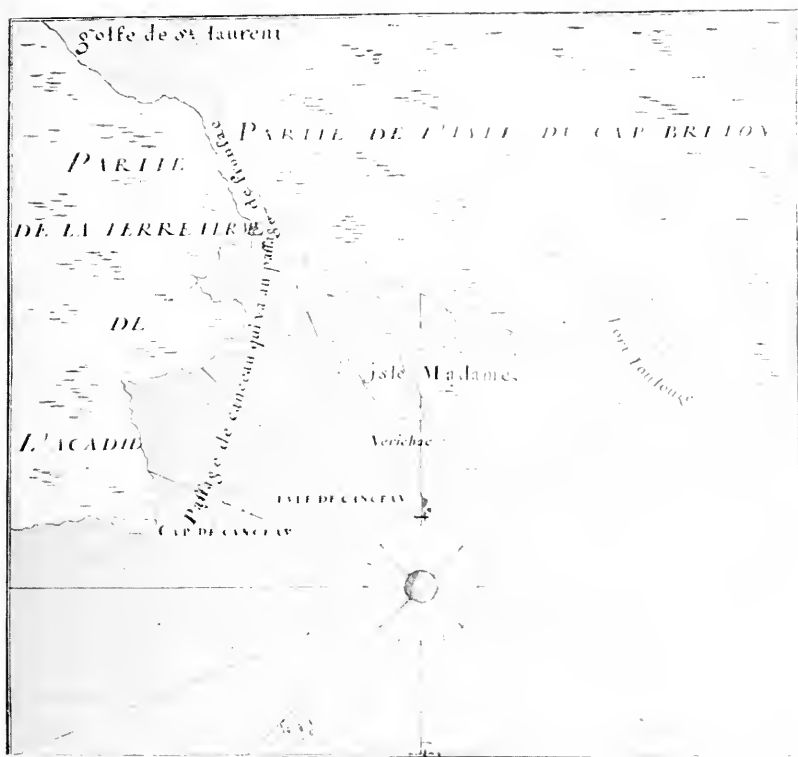 golfe de St. laurent
PARTIE DE L'ISLE DU CAP BRETON
PARTIE
DE LA TERRE FERME
DE
L'ACADIE
Passage de canceau qui va au passage de fronsac
isle Madame.
Port Toulouse
Nerichac
ISLE DE CANCEAU
CAP DE CANCEAU